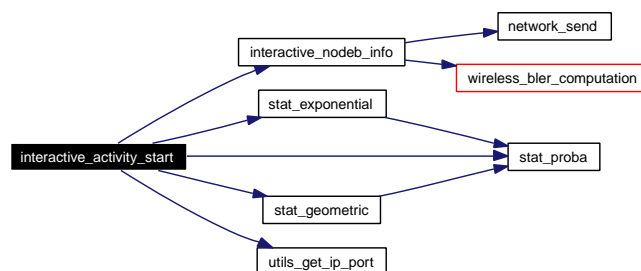 network_send
interactive_nodeb_info
wireless_bler_computation
stat_exponential
interactive_activity_start
stat_proba
stat_geometric
utils_get_ip_port